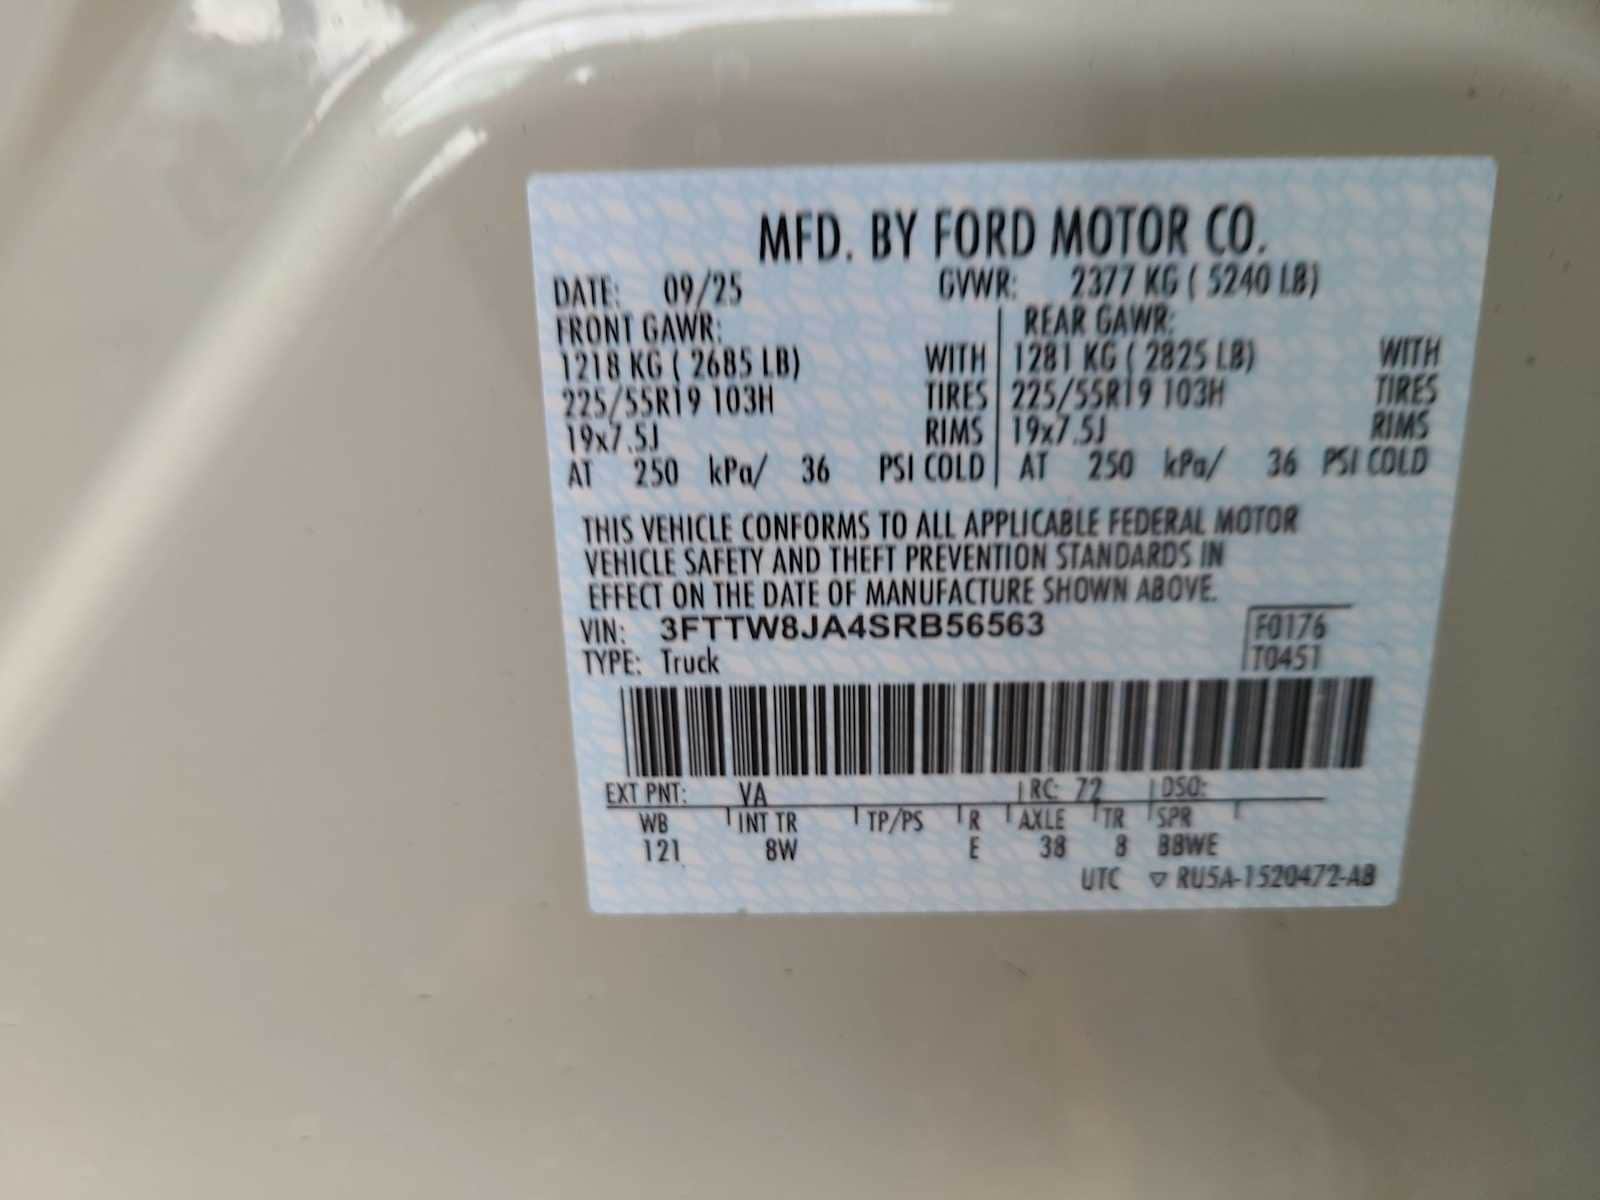 MFD. BY FORD MOTOR CO.
DATE: 09/25 GVWR: 2377 KG ( 5240 LB)
FRONT GAWR: REAR GAWR:
1218 KG ( 2685 LB) WITH 1281 KG ( 2825 LB) WITH
225/55R19 103H TIRES 225/55R19 103H TIRES
19x7.5J RIMS 19x7.5J RIMS
AT 250 kPa/ 36 PSI COLD AT 250 kPa/ 36 PSI COLD
THIS VEHICLE CONFORMS TO ALL APPLICABLE FEDERAL MOTOR
VEHICLE SAFETY AND THEFT PREVENTION STANDARDS IN
EFFECT ON THE DATE OF MANUFACTURE SHOWN ABOVE.
VIN: 3FTTW8JA4SRB56563 F0176
TYPE: Truck T0451
EXT PNT: VA RC: 72 DSO:
WB INT TR TP/PS R AXLE TR SPR
121 8W E 38 8 BBWE
UTC ▽ RU5A-1520472-AB